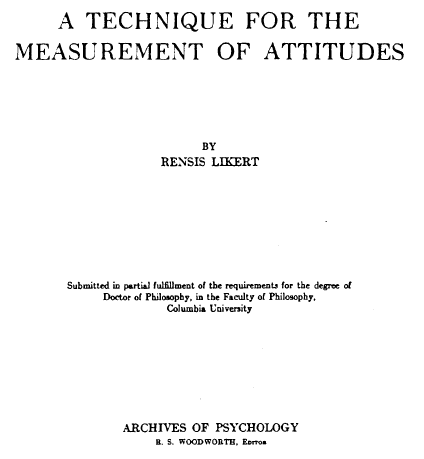 A TECHNIQUE FOR THE
MEASUREMENT OF ATTITUDES
BY
RENSIS LIKERT
Submitted in partial fulfillment of the requirements for the degree of
Doctor of Philosophy, in the Faculty of Philosophy,
Columbia University
ARCHIVES OF PSYCHOLOGY
R. S. WOODWORTH, Editor